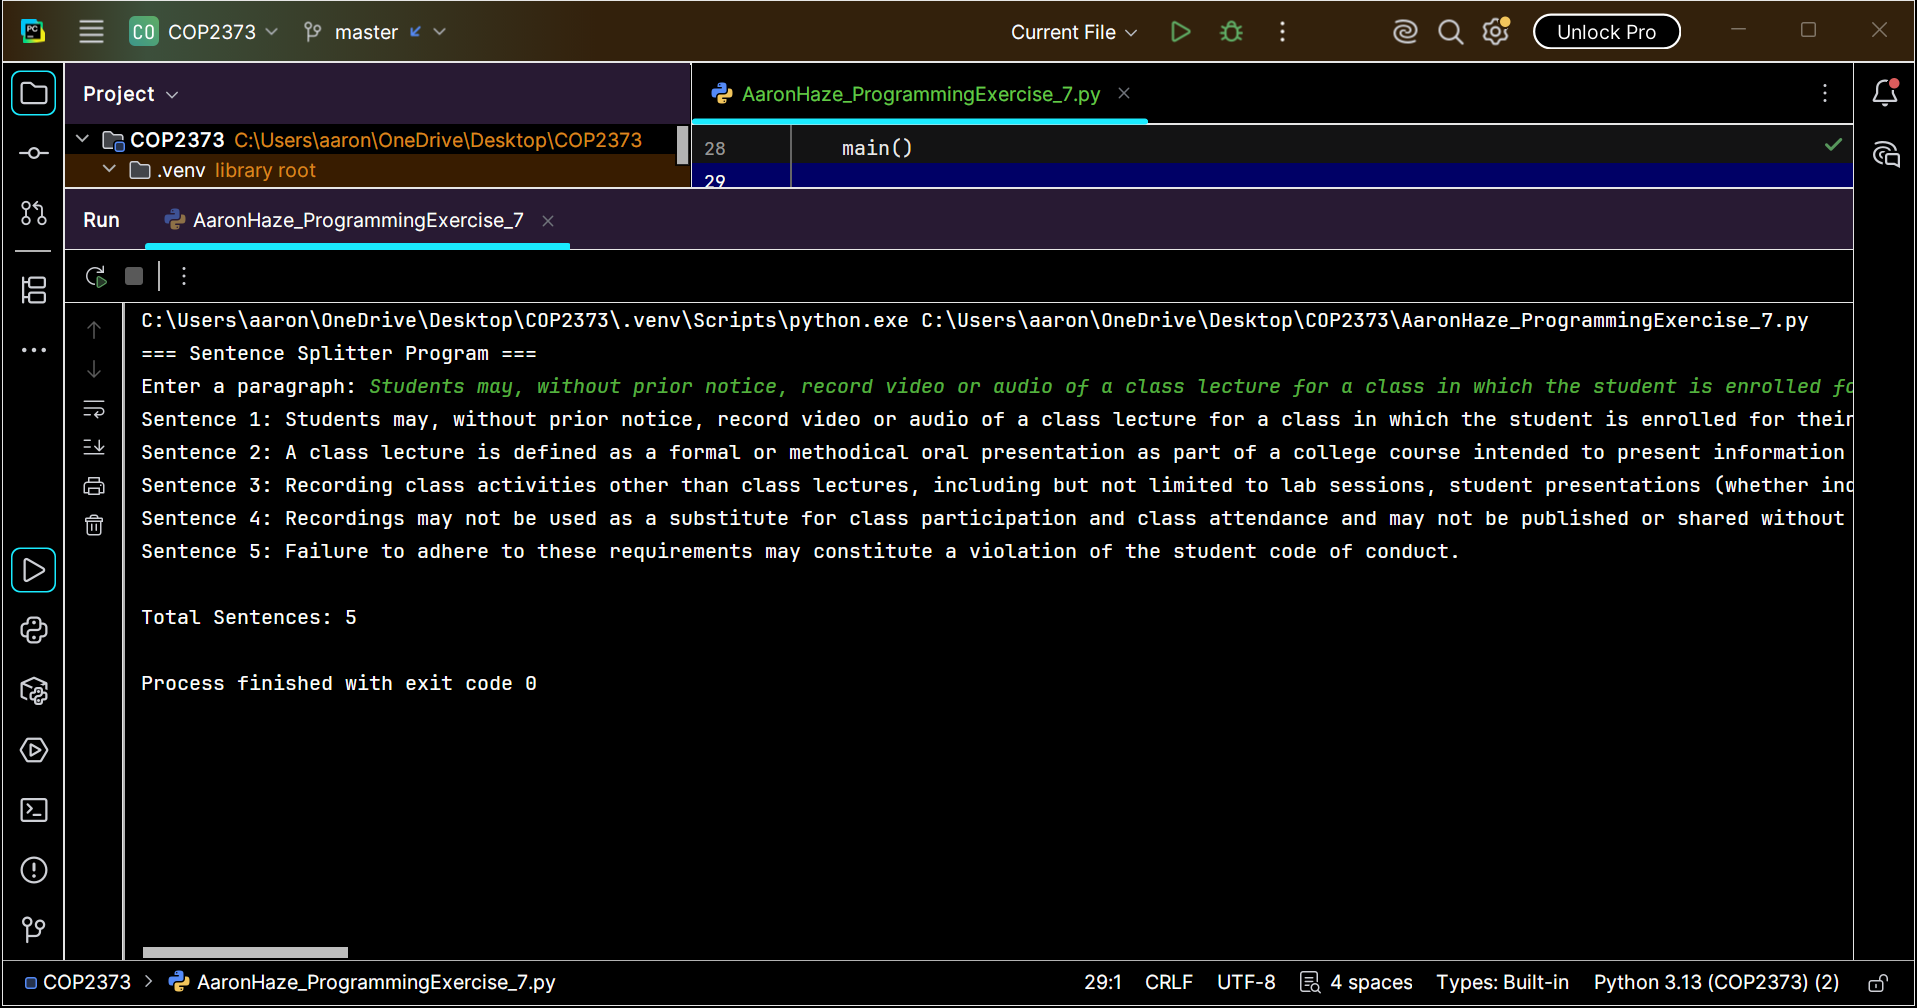 PC
CO COP2373 master Current File Unlock Pro
Project
AaronHaze_ProgrammingExercise_7.py
COP2373 C:\Users\aaron\OneDrive\Desktop\COP2373
.venv library root
28 main()
29
Run AaronHaze_ProgrammingExercise_7
C:\Users\aaron\OneDrive\Desktop\COP2373\.venv\Scripts\python.exe C:\Users\aaron\OneDrive\Desktop\COP2373\AaronHaze_ProgrammingExercise_7.py
=== Sentence Splitter Program ===
Enter a paragraph: Students may, without prior notice, record video or audio of a class lecture for a class in which the student is enrolled fo
Sentence 1: Students may, without prior notice, record video or audio of a class lecture for a class in which the student is enrolled for their
Sentence 2: A class lecture is defined as a formal or methodical oral presentation as part of a college course intended to present information
Sentence 3: Recording class activities other than class lectures, including but not limited to lab sessions, student presentations (whether ind
Sentence 4: Recordings may not be used as a substitute for class participation and class attendance and may not be published or shared without
Sentence 5: Failure to adhere to these requirements may constitute a violation of the student code of conduct.
Total Sentences: 5
Process finished with exit code 0
COP2373 > AaronHaze_ProgrammingExercise_7.py 29:1 CRLF UTF-8 4 spaces Types: Built-in Python 3.13 (COP2373) (2)